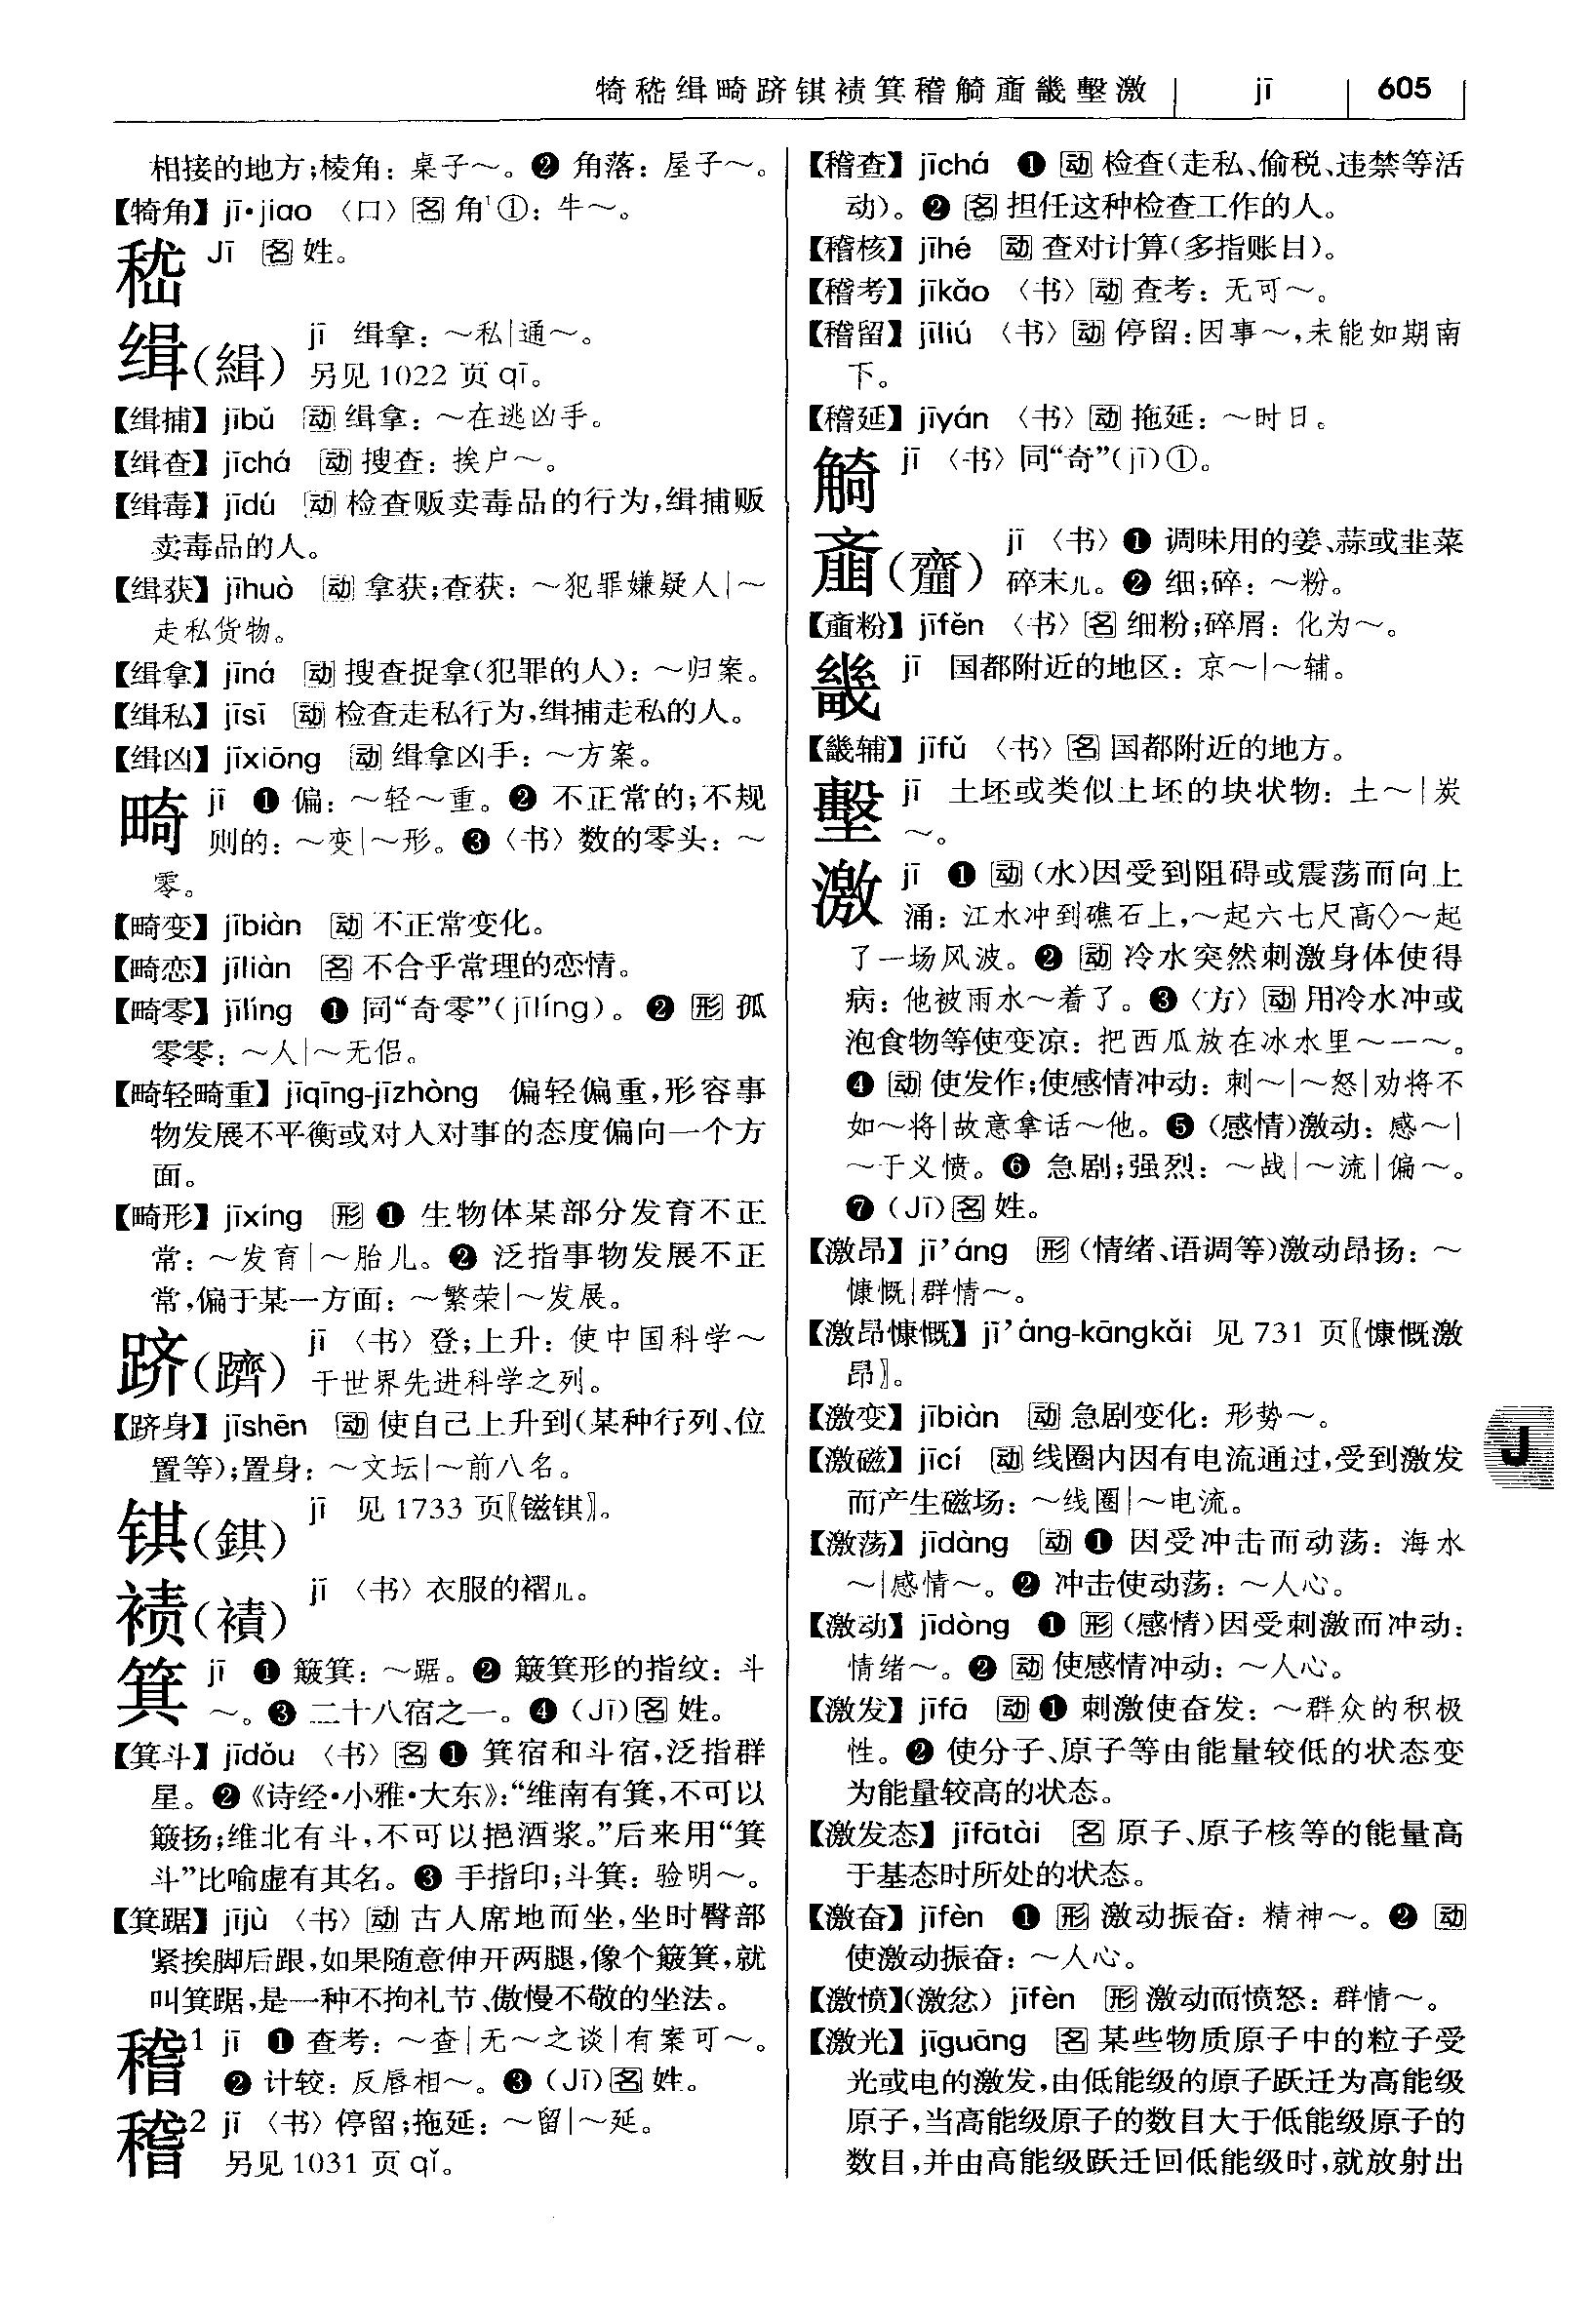 犄嵇缉畸跻锜𫌀箕稽觭齑畿墼激 jī 605
相接的地方;棱角：桌子～。❷ 角落：屋子～。
【犄角】jī·jiao 〈口〉名 角¹①：牛～。
嵇 Jī 名 姓。
缉(緝) jī 缉拿：～私|通～。
另见 1022 页 qī。
【缉捕】jībǔ 动 缉拿：～在逃凶手。
【缉查】jīchá 动 搜查：挨户～。
【缉毒】jīdú 动 检查贩卖毒品的行为,缉捕贩
卖毒品的人。
【缉获】jīhuò 动 拿获;查获：～犯罪嫌疑人|～
走私货物。
【缉拿】jīná 动 搜查捉拿(犯罪的人)：～归案。
【缉私】jīsī 动 检查走私行为,缉捕走私的人。
【缉凶】jīxiōng 动 缉拿凶手：～方案。
畸 jī ❶ 偏：～轻～重。❷ 不正常的;不规
则的：～变|～形。❸〈书〉数的零头：～
零。
【畸变】jībiàn 动 不正常变化。
【畸恋】jīliàn 名 不合乎常理的恋情。
【畸零】jīlíng ❶ 同“奇零”(jīlíng)。❷ 形 孤
零零：～人|～无侣。
【畸轻畸重】jīqīng-jīzhòng 偏轻偏重,形容事
物发展不平衡或对人对事的态度偏向一个方
面。
【畸形】jīxíng 形 ❶ 生物体某部分发育不正
常：～发育|～胎儿。❷ 泛指事物发展不正
常,偏于某一方面：～繁荣|～发展。
跻(躋) jī 〈书〉登;上升：使中国科学～
于世界先进科学之列。
【跻身】jīshēn 动 使自己上升到(某种行列、位
置等);置身：～文坛|～前八名。
镃(錤) jī 见 1733 页〖镃錤〗。
𫌀(襀) jī 〈书〉衣服的褶儿。
箕 jī ❶ 簸箕：～踞。❷ 簸箕形的指纹：斗
～。❸ 二十八宿之一。❹ (Jī)名 姓。
【箕斗】jīdǒu 〈书〉名 ❶ 箕宿和斗宿,泛指群
星。❷《诗经·小雅·大东》：“维南有箕,不可以
簸扬;维北有斗,不可以挹酒浆。”后来用“箕
斗”比喻虚有其名。❸ 手指印;斗箕：验明～。
【箕踞】jījù 〈书〉动 古人席地而坐,坐时臀部
紧挨脚后跟,如果随意伸开两腿,像个簸箕,就
叫箕踞,是一种不拘礼节、傲慢不敬的坐法。
稽¹ jī ❶ 查考：～查|无～之谈|有案可～。
❷ 计较：反唇相～。❸ (Jī)名 姓。
稽² jī 〈书〉停留;拖延：～留|～延。
另见 1031 页 qǐ。
【稽查】jīchá ❶ 动 检查(走私、偷税、违禁等活
动)。❷ 名 担任这种检查工作的人。
【稽核】jīhé 动 查对计算(多指账目)。
【稽考】jīkǎo 〈书〉动 查考：无可～。
【稽留】jīliú 〈书〉动 停留：因事～,未能如期南
下。
【稽延】jīyán 〈书〉动 拖延：～时日。
觭 jī 〈书〉同“奇”(jī)①。
齑(齏) jī 〈书〉❶ 调味用的姜、蒜或韭菜
碎末儿。❷ 细;碎：～粉。
【齑粉】jīfěn 〈书〉名 细粉;碎屑：化为～。
畿 jī 国都附近的地区：京～|～辅。
【畿辅】jīfǔ 〈书〉名 国都附近的地方。
墼 jī 土坯或类似土坯的块状物：土～|炭
～。
激 jī ❶ 动 (水)因受到阻碍或震荡而向上
涌：江水冲到礁石上,～起六七尺高◇～起
了一场风波。❷ 动 冷水突然刺激身体使得
病：他被雨水～着了。❸〈方〉动 用冷水冲或
泡食物等使变凉：把西瓜放在冰水里～一～。
❹ 动 使发作;使感情冲动：刺～|～怒|劝将不
如～将|故意拿话～他。❺ (感情)激动：感～|
～于义愤。❻ 急剧;强烈：～战|～流|偏～。
❼ (Jī)名 姓。
【激昂】jī’áng 形 (情绪、语调等)激动昂扬：～
慷慨|群情～。
【激昂慷慨】jī’áng-kāngkǎi 见 731 页〖慷慨激
昂〗。
【激变】jībiàn 动 急剧变化：形势～。
【激磁】jīcí 动 线圈内因有电流通过,受到激发
而产生磁场：～线圈|～电流。
【激荡】jīdàng 动 ❶ 因受冲击而动荡：海水
～|感情～。❷ 冲击使动荡：～人心。
【激动】jīdòng ❶ 形 (感情)因受刺激而冲动：
情绪～。❷ 动 使感情冲动：～人心。
【激发】jīfā 动 ❶ 刺激使奋发：～群众的积极
性。❷ 使分子、原子等由能量较低的状态变
为能量较高的状态。
【激发态】jīfātài 名 原子、原子核等的能量高
于基态时所处的状态。
【激奋】jīfèn ❶ 形 激动振奋：精神～。❷ 动
使激动振奋：～人心。
【激愤】(激忿) jīfèn 形 激动而愤怒：群情～。
【激光】jīguāng 名 某些物质原子中的粒子受
光或电的激发,由低能级的原子跃迁为高能级
原子,当高能级原子的数目大于低能级原子的
数目,并由高能级跃迁回低能级时,就放射出
J